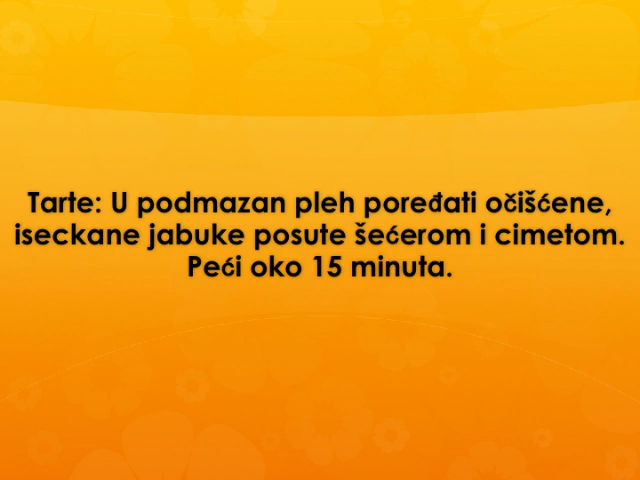 Tarte: U podmazan pleh poređati očišćene,
iseckane jabuke posute šećerom i cimetom.
Peći oko 15 minuta.